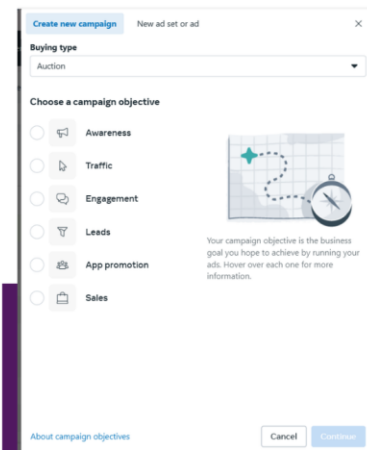 Create new campaign
New ad set or ad
Buying type
Auction
Choose a campaign objective
Awareness
Traffic
Engagement
Leads
App promotion
Sales
Your campaign objective is the business
goal you hope to achieve by running your
ads. Hover over each one for more
information.
About campaign objectives
Cancel
Continue